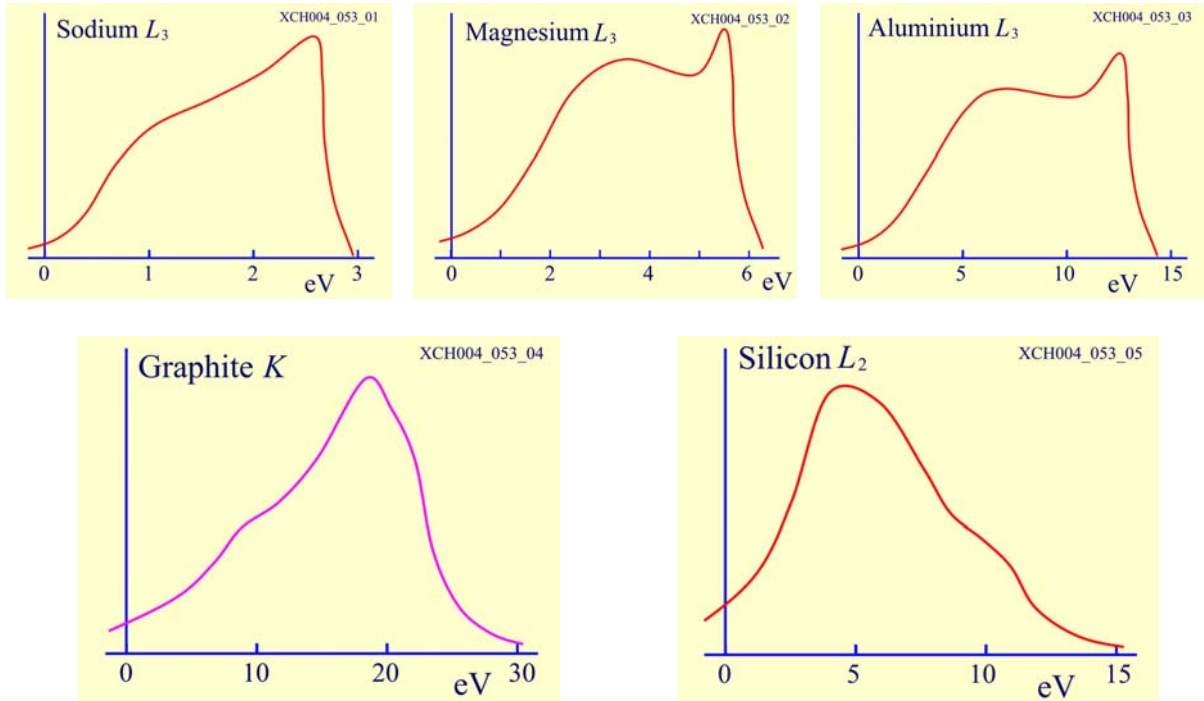 XCH004_053_01
Sodium L₃
0 1 2 3
eV
XCH004_053_02
Magnesium L₃
0 2 4 6
eV
XCH004_053_03
Aluminium L₃
0 5 10 15
eV
XCH004_053_04
Graphite K
0 10 20 30
eV
XCH004_053_05
Silicon L₂
0 5 10 15
eV